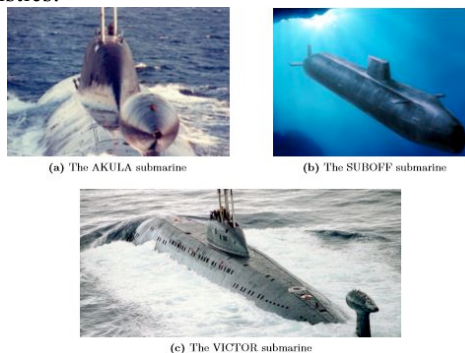 (a) The AKULA submarine
(b) The SUBOFF submarine
(c) The VICTOR submarine